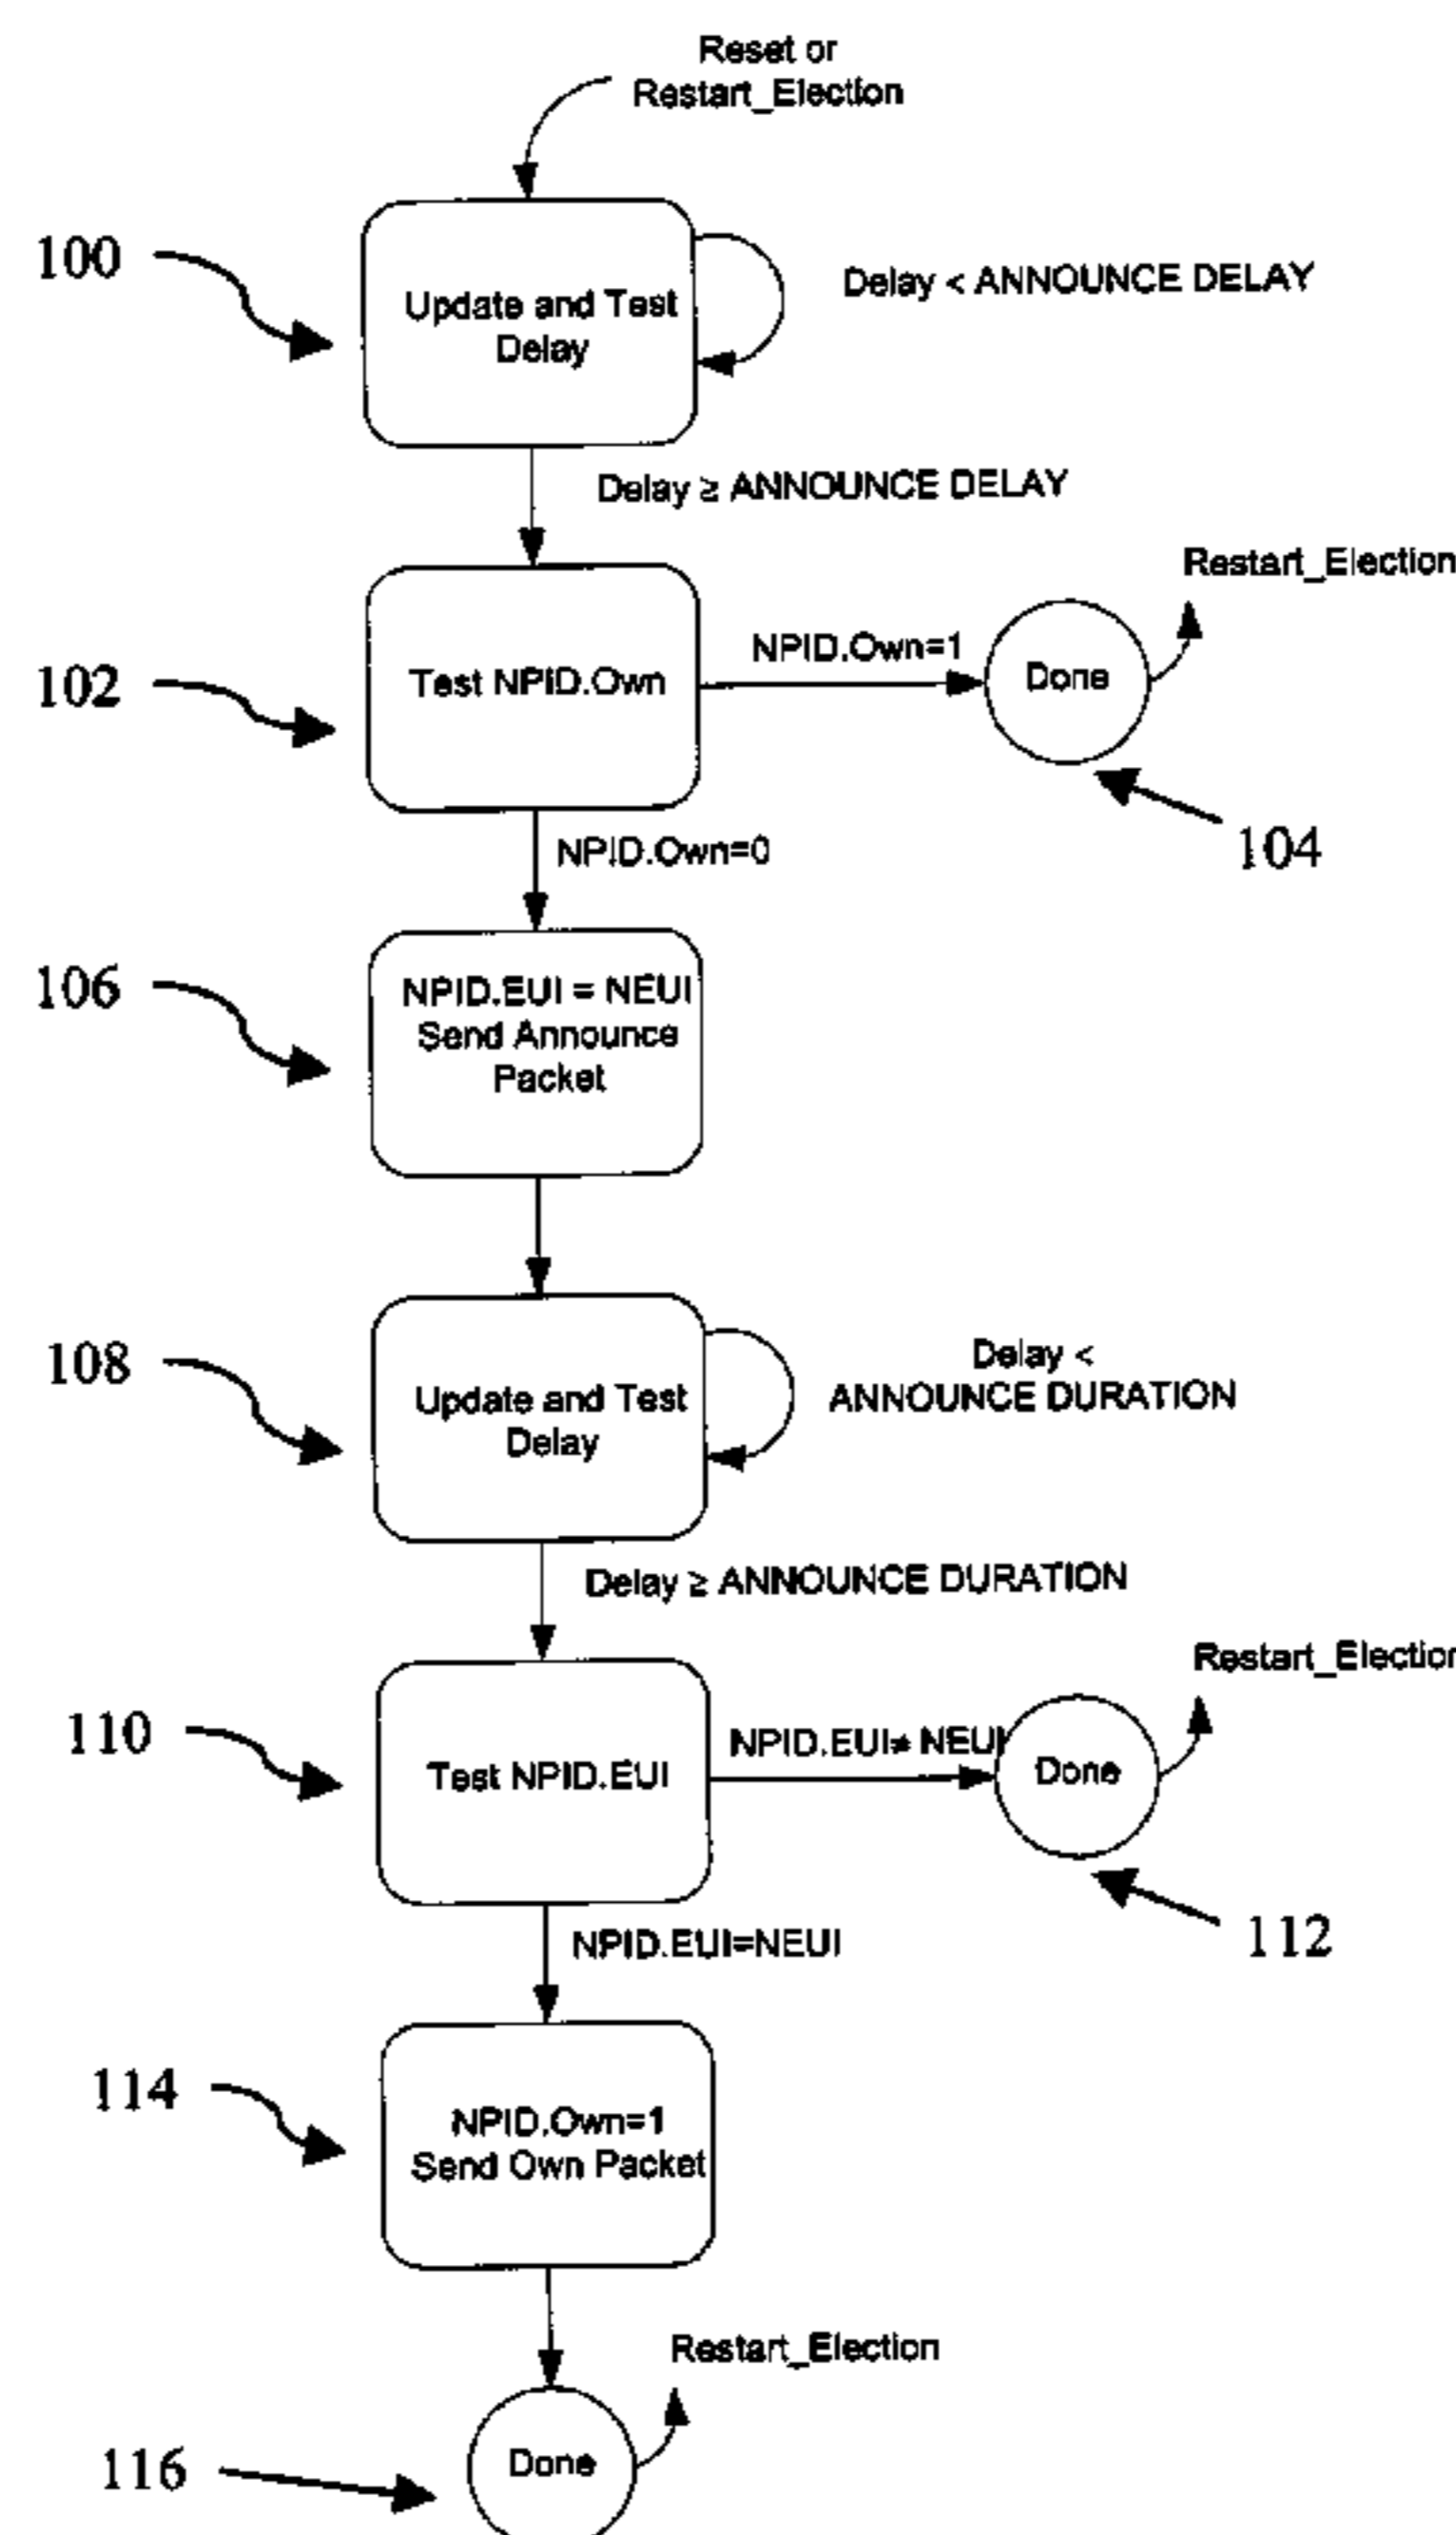 Reset or
Restart_Election
100
Update and Test
Delay
Delay < ANNOUNCE DELAY
Delay ≥ ANNOUNCE DELAY
Restart_Election
102
Test NPID.Own
NPID.Own=1
Done
104
NPID.Own=0
106
NPID.EUI = NEUI
Send Announce
Packet
108
Update and Test
Delay
Delay <
ANNOUNCE DURATION
Delay ≥ ANNOUNCE DURATION
Restart_Election
110
Test NPID.EUI
NPID.EUI≠ NEUI
Done
112
NPID.EUI=NEUI
114
NPID.Own=1
Send Own Packet
Restart_Election
116
Done